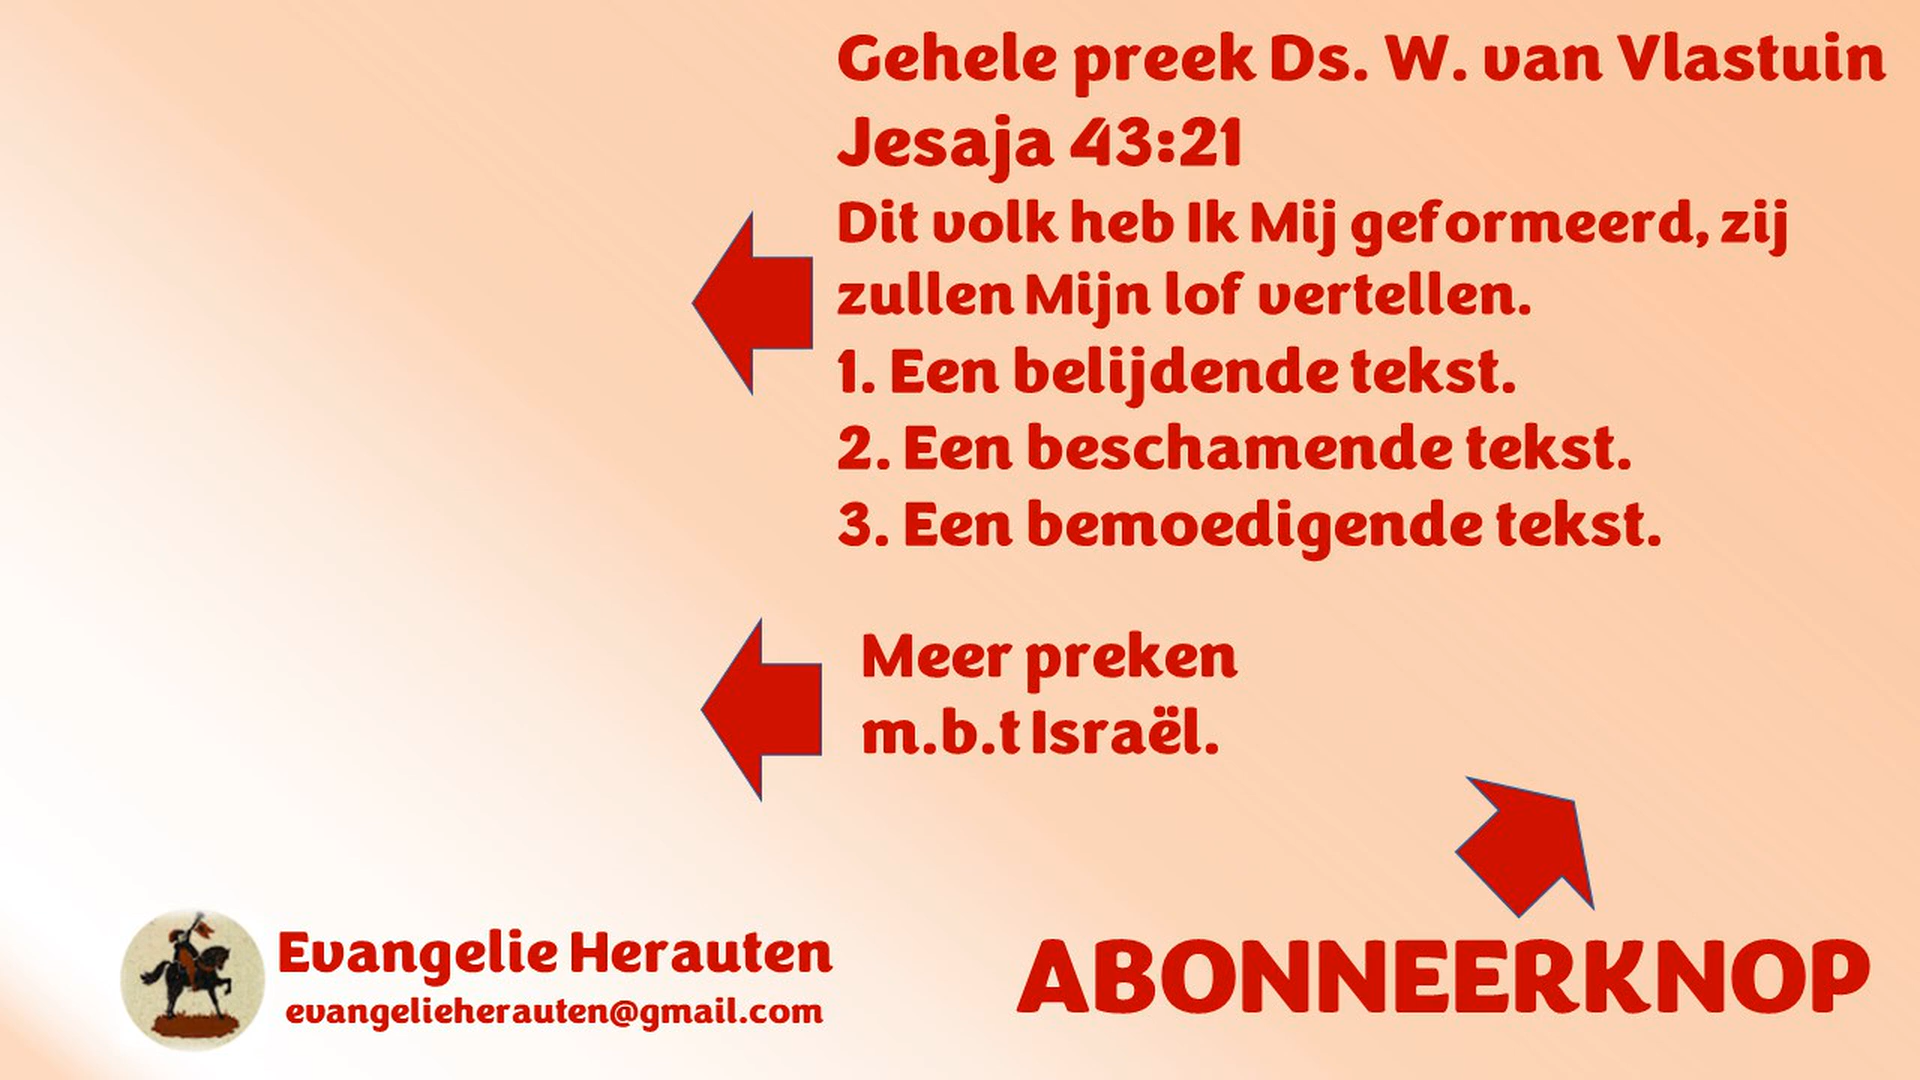 Gehele preek Ds. W. van Vlastuin
Jesaja 43:21
Dit volk heb Ik Mij geformeerd, zij
zullen Mijn lof vertellen.
1. Een belijdende tekst.
2. Een beschamende tekst.
3. Een bemoedigende tekst.
Meer preken
m.b.t Israël.
Evangelie Herauten
evangelieherauten@gmail.com
ABONNEERKNOP